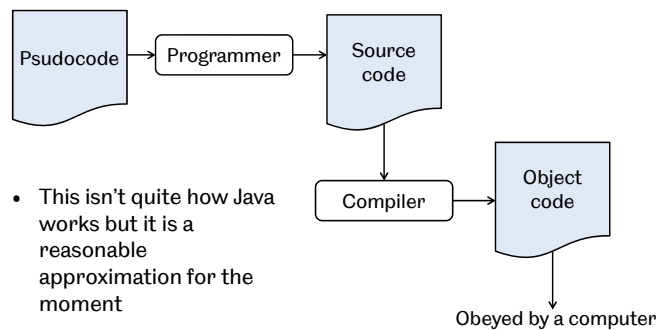 Psudocode
Programmer
Source
code
Compiler
Object
code
Obeyed by a computer
• This isn’t quite how Java
works but it is a
reasonable
approximation for the
moment